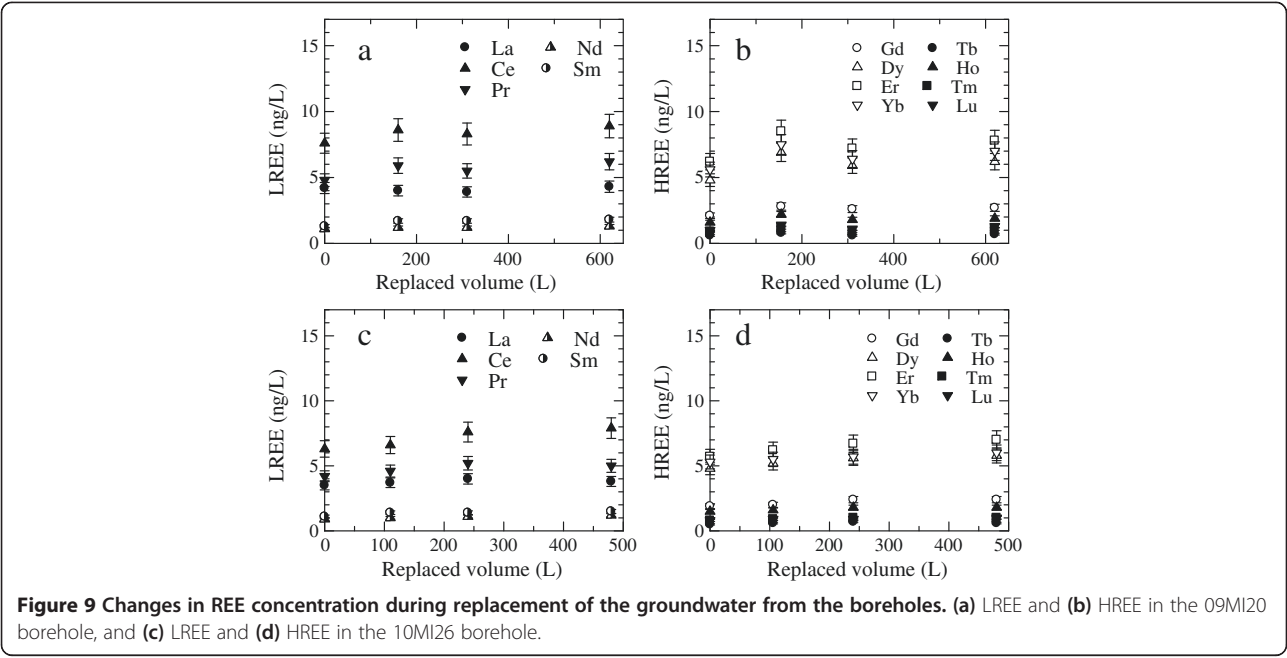 a
La
Nd
Ce
Sm
Pr
LREE (ng/L)
15
10
5
0
0 200 400 600
Replaced volume (L)
b
Gd
Tb
Dy
Ho
Er
Tm
Yb
Lu
HREE (ng/L)
15
10
5
0
0 200 400 600
Replaced volume (L)
c
La
Nd
Ce
Sm
Pr
LREE (ng/L)
15
10
5
0
0 100 200 300 400 500
Replaced volume (L)
d
Gd
Tb
Dy
Ho
Er
Tm
Yb
Lu
HREE (ng/L)
15
10
5
0
0 100 200 300 400 500
Replaced volume (L)
Figure 9 Changes in REE concentration during replacement of the groundwater from the boreholes. (a) LREE and (b) HREE in the 09MI20
borehole, and (c) LREE and (d) HREE in the 10MI26 borehole.